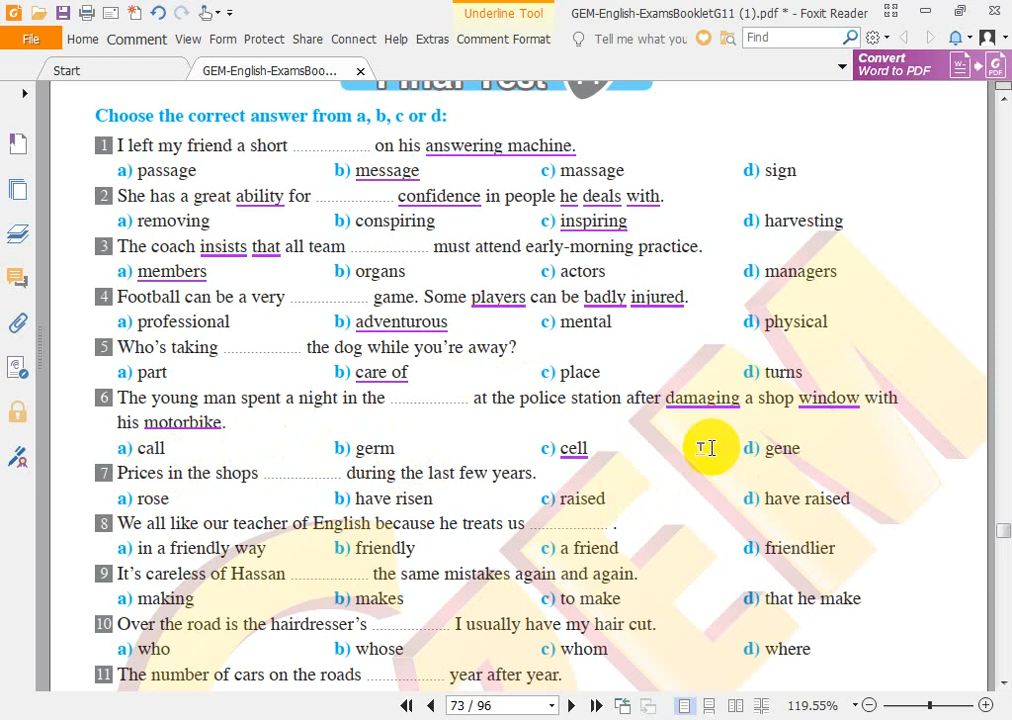 Underline Tool
GEM-English-ExamsBookletG11 (1).pdf * - Foxit Reader
File Home Comment View Form Protect Share Connect Help Extras Comment Format Tell me what you Find
Start GEM-English-ExamsBoo... Convert Word to PDF
Final Test
Choose the correct answer from a, b, c or d:
1 I left my friend a short .................... on his answering machine.
a) passage b) message c) massage d) sign
2 She has a great ability for .................... confidence in people he deals with.
a) removing b) conspiring c) inspiring d) harvesting
3 The coach insists that all team .................... must attend early-morning practice.
a) members b) organs c) actors d) managers
4 Football can be a very .................... game. Some players can be badly injured.
a) professional b) adventurous c) mental d) physical
5 Who's taking .................... the dog while you're away?
a) part b) care of c) place d) turns
6 The young man spent a night in the .................... at the police station after damaging a shop window with
his motorbike.
a) call b) germ c) cell d) gene
7 Prices in the shops .................... during the last few years.
a) rose b) have risen c) raised d) have raised
8 We all like our teacher of English because he treats us .................... .
a) in a friendly way b) friendly c) a friend d) friendlier
9 It's careless of Hassan .................... the same mistakes again and again.
a) making b) makes c) to make d) that he make
10 Over the road is the hairdresser's .................... I usually have my hair cut.
a) who b) whose c) whom d) where
11 The number of cars on the roads .................... year after year.
73 / 96 119.55%
GEM